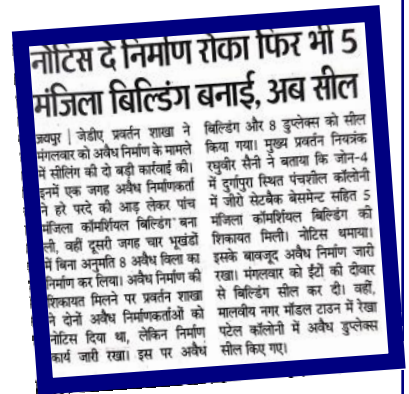 नोटिस दे निर्माण रोका फिर भी 5
मंजिला बिल्डिंग बनाई, अब सील
जयपुर | जेडीए प्रवर्तन शाखा ने
मंगलवार को अवैध निर्माण के मामले
में सीलिंग की दो बड़ी कार्रवाई की।
इनमें एक जगह अवैध निर्माणकर्ता
ने हरे परदे की आड़ लेकर पांच
मंजिला कॉमर्शियल बिल्डिंग बना
ली, वहीं दूसरी जगह चार भूखंडों
में बिना अनुमति 8 अवैध विला का
निर्माण कर लिया। अवैध निर्माण की
शिकायत मिलने पर प्रवर्तन शाखा
ने दोनों अवैध निर्माणकर्ताओं को
नोटिस दिया था, लेकिन निर्माण
कार्य जारी रखा। इस पर अवैध
बिल्डिंग और 8 डुप्लेक्स को सील
किया गया। मुख्य प्रवर्तन नियंत्रक
रघुवीर सैनी ने बताया कि जोन-4
में दुर्गापुरा स्थित पंचशील कॉलोनी
में जीरो सेटबैक बेसमेन्ट सहित 5
मंजिला कॉमर्शियल बिल्डिंग की
शिकायत मिली। नोटिस थमाया।
इसके बावजूद अवैध निर्माण जारी
रखा। मंगलवार को ईंटों की दीवार
से बिल्डिंग सील कर दी। वहीं,
मालवीय नगर मॉडल टाउन में रेखा
पटेल कॉलोनी में अवैध डुप्लेक्स
सील किए गए।